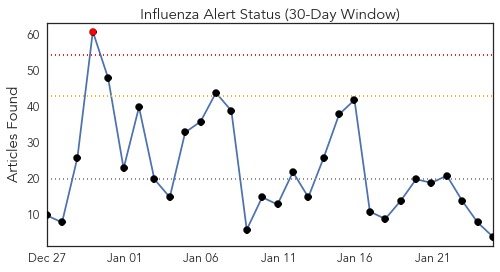 Influenza Alert Status (30-Day Window)
60
50
40
30
20
10
Articles Found
Dec 27 Jan 01 Jan 06 Jan 11 Jan 16 Jan 21